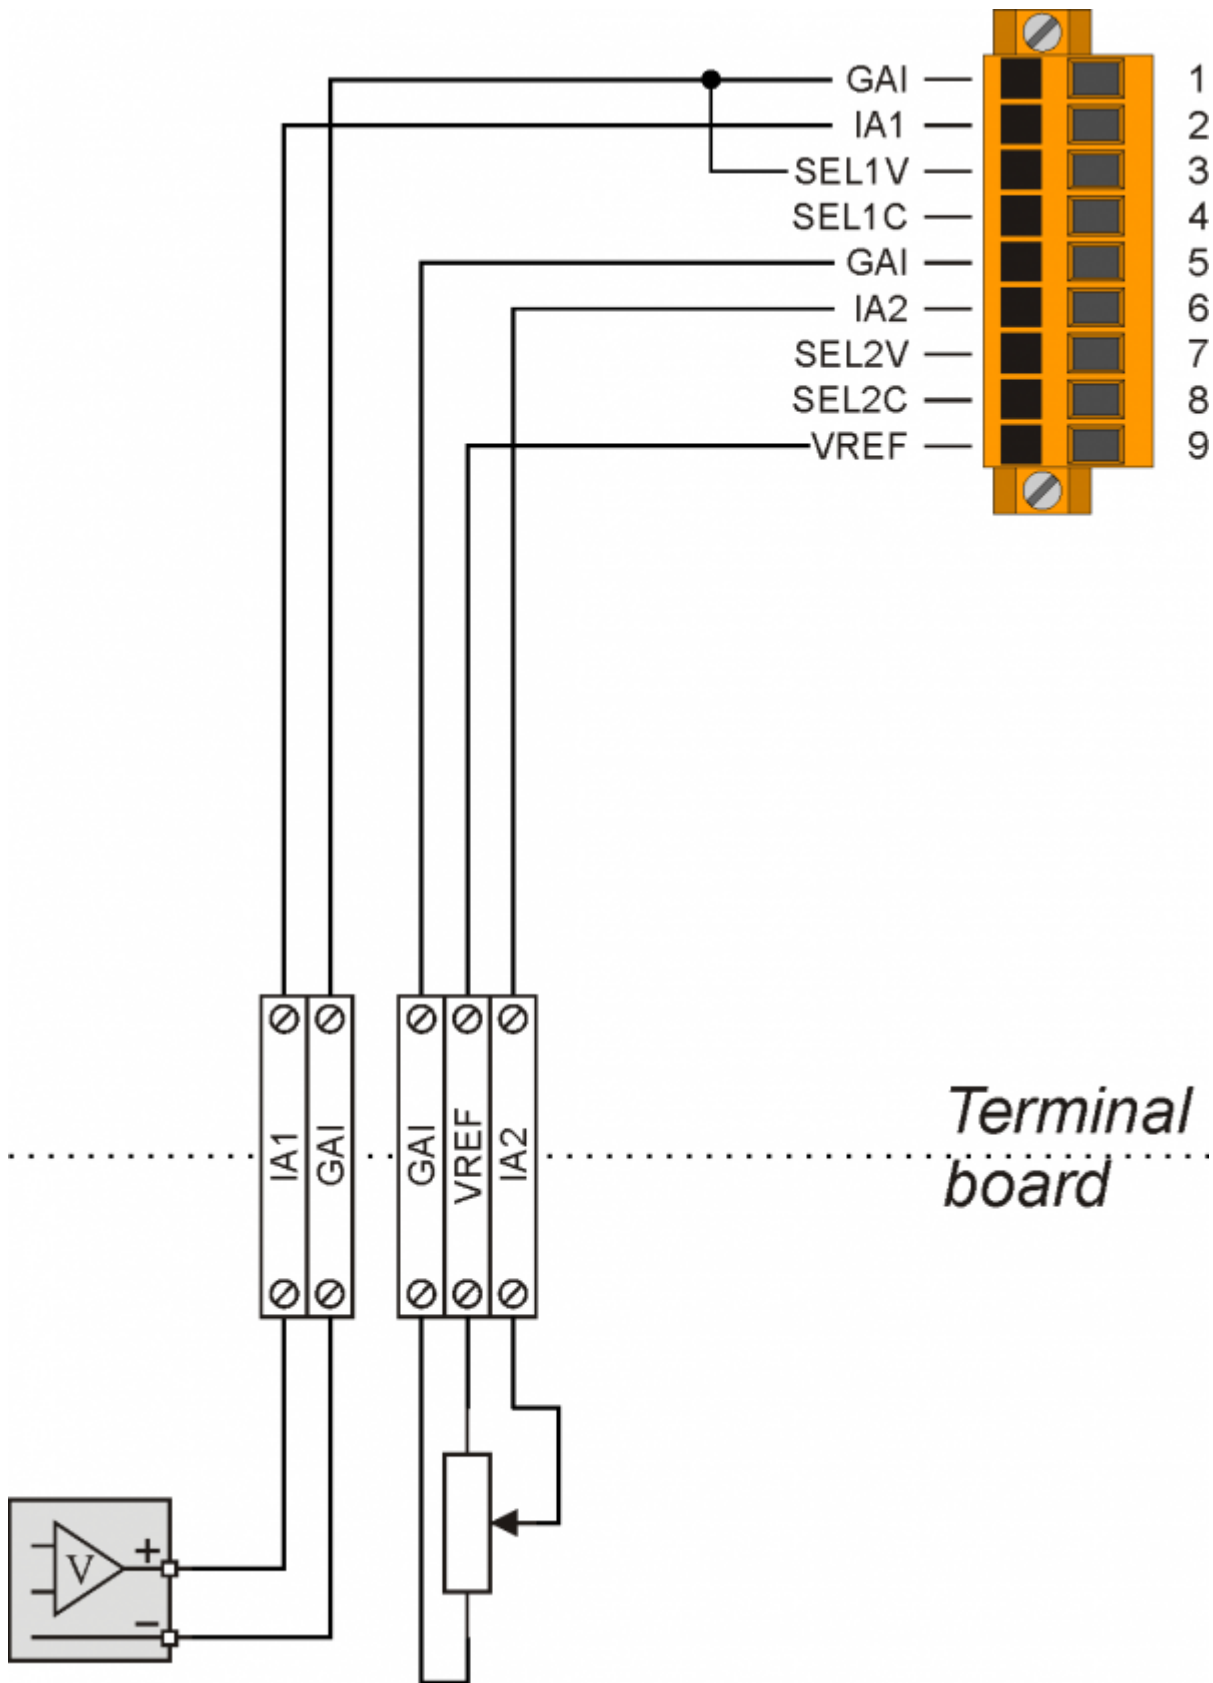 GAI 1
IA1 2
SEL1V 3
SEL1C 4
GAI 5
IA2 6
SEL2V 7
SEL2C 8
VREF 9
IA1
GAI
GAI
VREF
IA2
Terminal
board
V
+
−